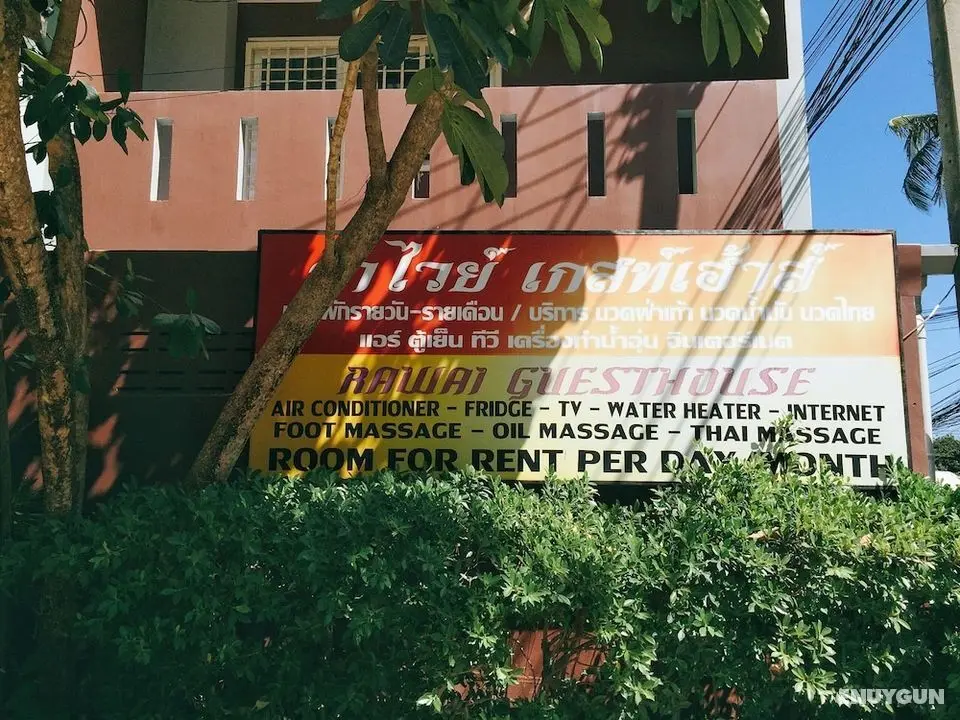 ราไวย์ เกสท์เฮ้าส์
พักรายวัน-รายเดือน / บริการ นวดฝ่าเท้า นวดน้ำมัน นวดไทย
แอร์ ตู้เย็น ทีวี เครื่องทำน้ำอุ่น อินเตอร์เนต
RAWAI GUESTHOUSE
AIR CONDITIONER - FRIDGE - TV - WATER HEATER - INTERNET
FOOT MASSAGE - OIL MASSAGE - THAI MASSAGE
ROOM FOR RENT PER DAY MONTH
ENUYGUN